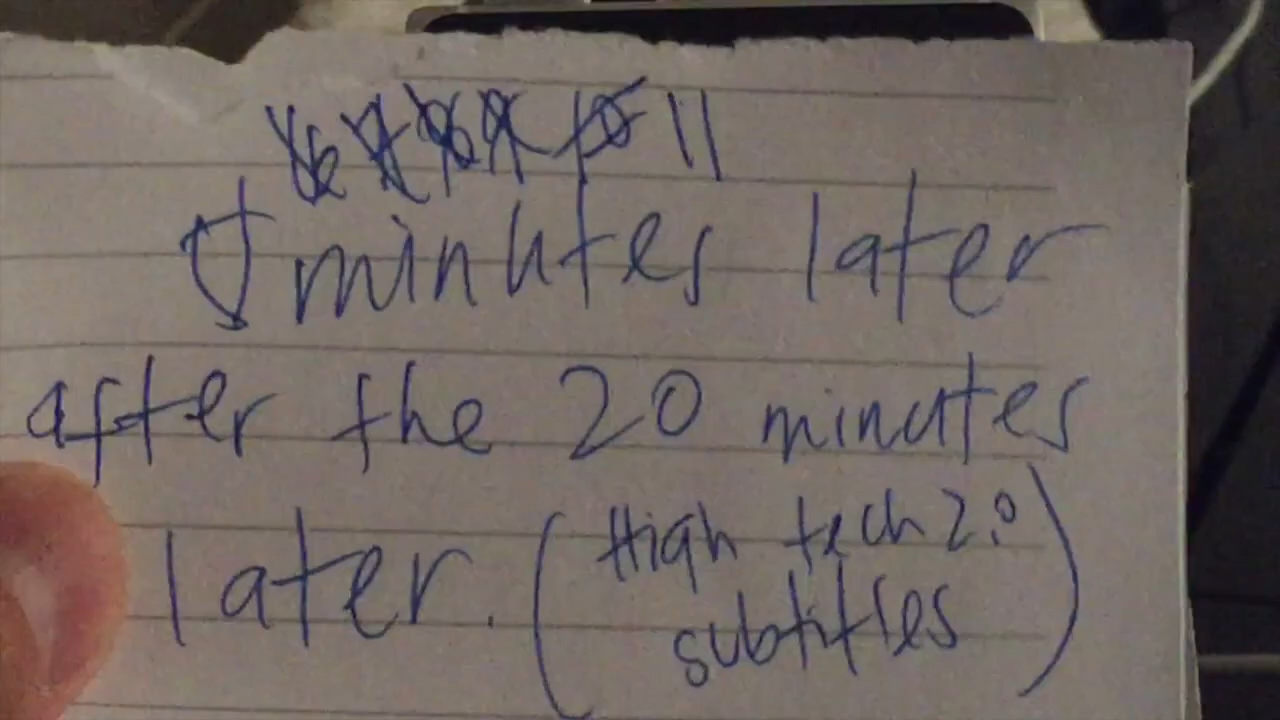 11
minutes later
after the 20 minutes
later. (High tech 2.0
subtitles)